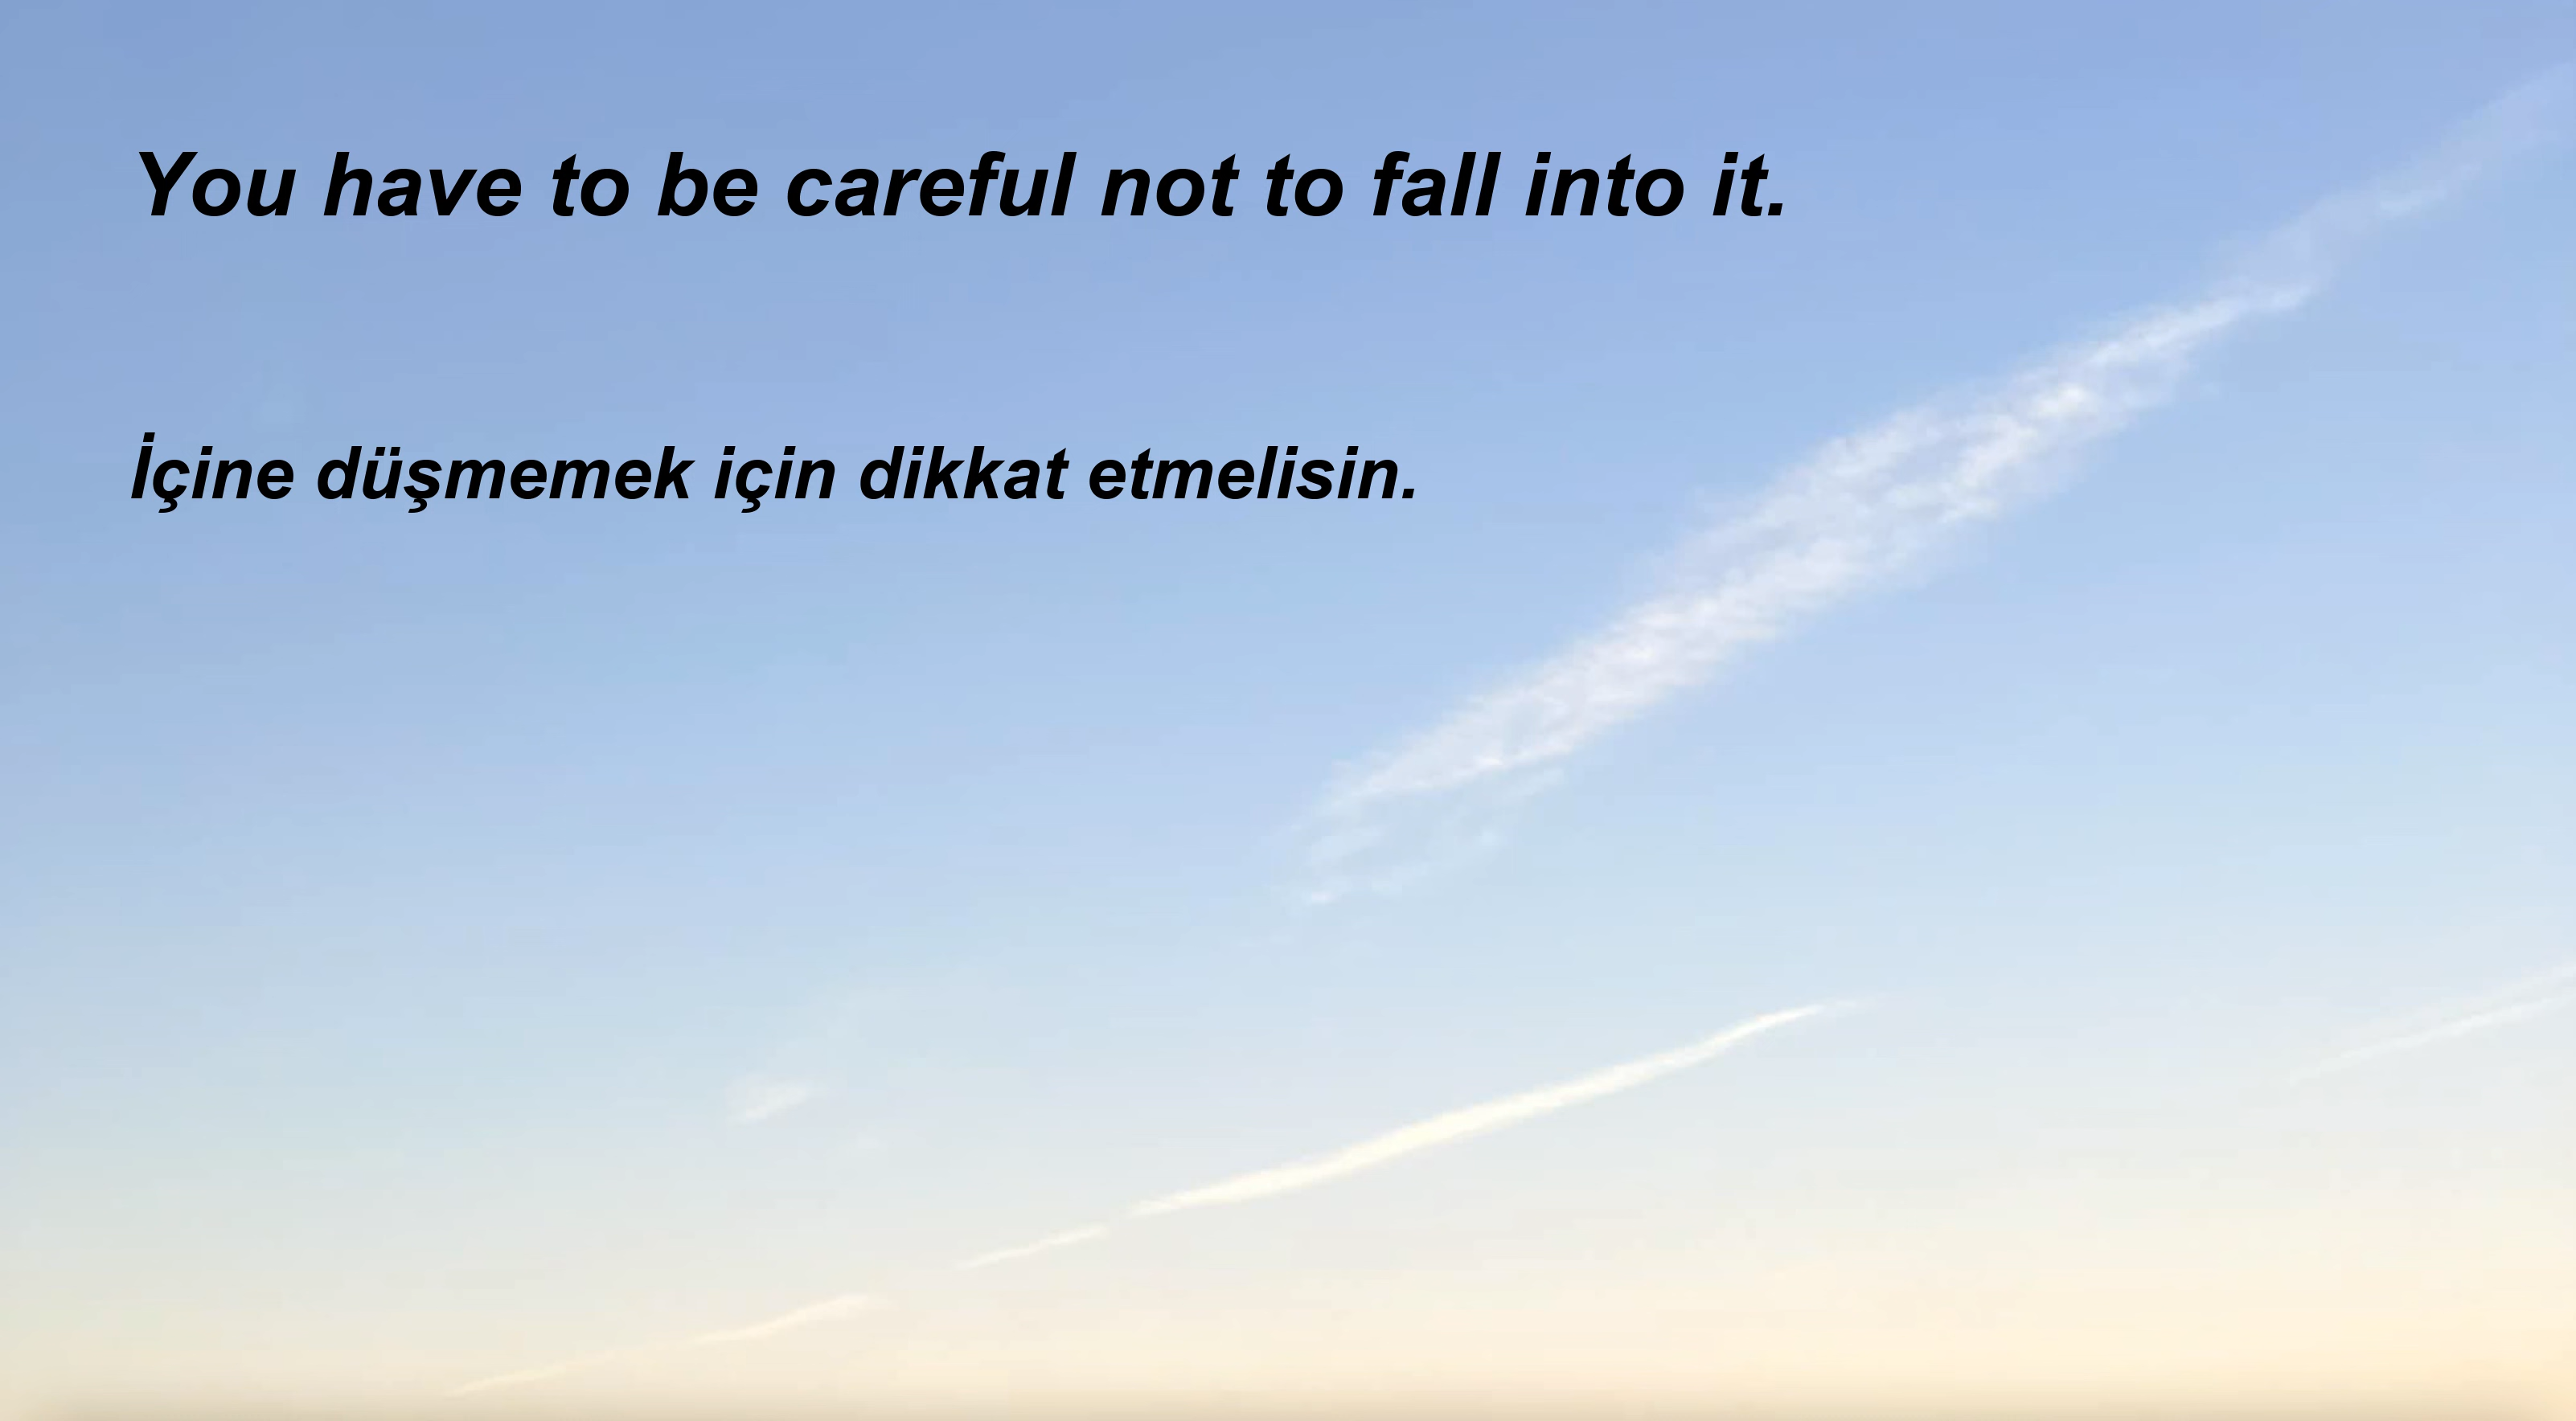 You have to be careful not to fall into it.
İçine düşmemek için dikkat etmelisin.